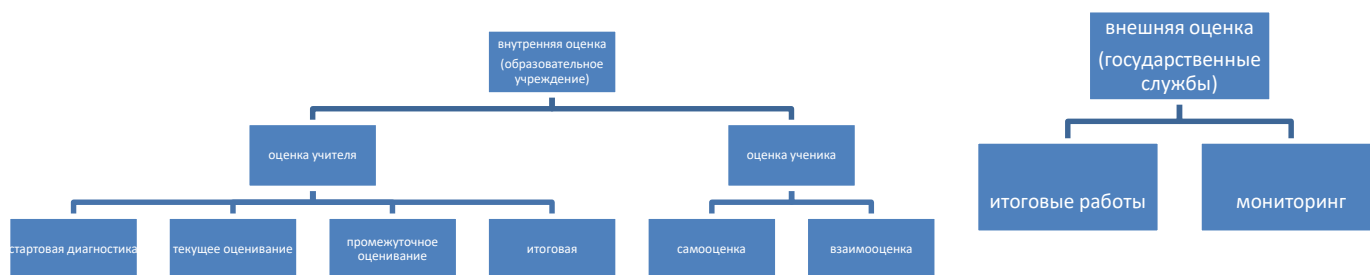 внутренняя оценка
(образовательное
учреждение)
оценка учителя
оценка ученика
стартовая диагностика
текущее оценивание
промежуточное
оценивание
итоговая
самооценка
взаимооценка
внешняя оценка
(государственные
службы)
итоговые работы
мониторинг